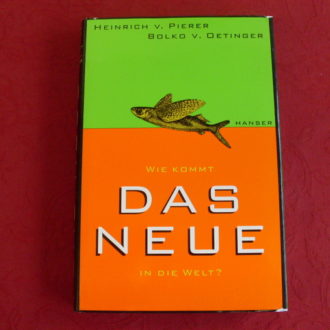 HEINRICH V. PIERER
BOLKO V. OETINGER
HANSER
WIE KOMMT
DAS
NEUE
IN DIE WELT?